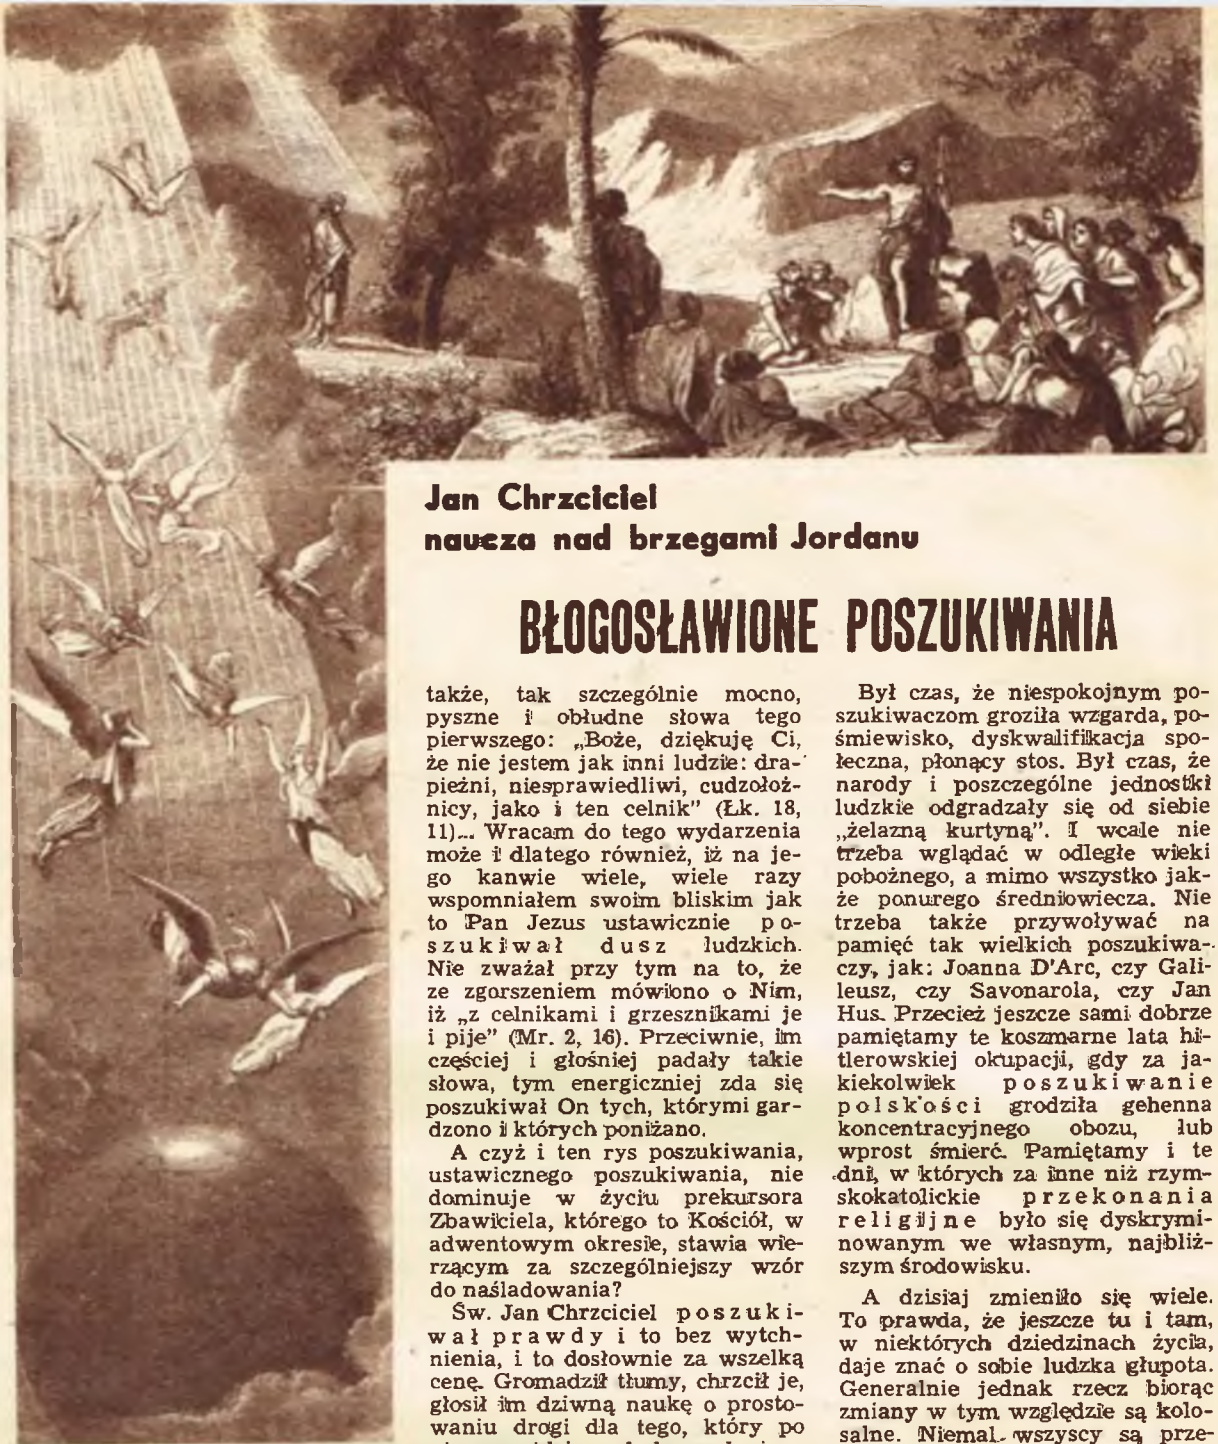 Jan Chrzciciel
naucza nad brzegami Jordanu
BŁOGOSŁAWIONE POSZUKIWANIA
także, tak szczególnie mocno,
pyszne i obłudne słowa tego
pierwszego: „Boże, dziękuję Ci,
że nie jestem jak inni ludzie: dra-
pieżni, niesprawiedliwi, cudzołoż-
nicy, jako i ten celnik” (Łk. 18,
11)... Wracam do tego wydarzenia
może i dlatego również, iż na je-
go kanwie wiele, wiele razy
wspomniałem swoim bliskim jak
to Pan Jezus ustawicznie po-
szukiwał dusz ludzkich.
Nie zważał przy tym na to, że
ze zgorszeniem mówiono o Nim,
iż „z celnikami i grzesznikami je
i pije” (Mr. 2, 16). Przeciwnie, im
częściej i głośniej padały takie
słowa, tym energiczniej zda się
poszukiwał On tych, którymi gar-
dzono i których poniżano.
A czyż i ten rys poszukiwania,
ustawicznego poszukiwania, nie
dominuje w życiu prekursora
Zbawiciela, którego to Kościół, w
adwentowym okresie, stawia wie-
rzącym za szczególniejszy wzór
do naśladowania?
Św. Jan Chrzciciel poszuki-
wał prawdy i to bez wytch-
nienia, i to dosłownie za wszelką
cenę. Gromadził tłumy, chrzcił je,
głosił im dziwną naukę o prosto-
waniu drogi dla tego, który po
Był czas, że niespokojnym po-
szukiwaczom groziła wzgarda, po-
śmiewisko, dyskwalifikacja spo-
łeczna, płonący stos. Był czas, że
narody i poszczególne jednostki
ludzkie odgradzały się od siebie
„żelazną kurtyną”. I wcale nie
trzeba wglądać w odległe wieki
pobożnego, a mimo wszystko jak-
że ponurego średniowiecza. Nie
trzeba także przywoływać na
pamięć tak wielkich poszukiwa-
czy, jak: Joanna D'Arc, czy Gali-
leusz, czy Savonarola, czy Jan
Hus. Przecież jeszcze sami dobrze
pamiętamy te koszmarne lata hi-
tlerowskiej okupacji, gdy za ja-
kiekolwiek poszukiwanie
polskości grodziła gehenna
koncentracyjnego obozu, lub
wprost śmierć. Pamiętamy i te
dni, w których za inne niż rzym-
skokatolickie przekonania
religijne było się dyskrymi-
nowanym we własnym, najbliż-
szym środowisku.
A dzisiaj zmieniło się wiele.
To prawda, że jeszcze tu i tam,
w niektórych dziedzinach życia,
daje znać o sobie ludzka głupota.
Generalnie jednak rzecz biorąc
zmiany w tym względzie są kolo-
salne. Niemal wszyscy są prze-